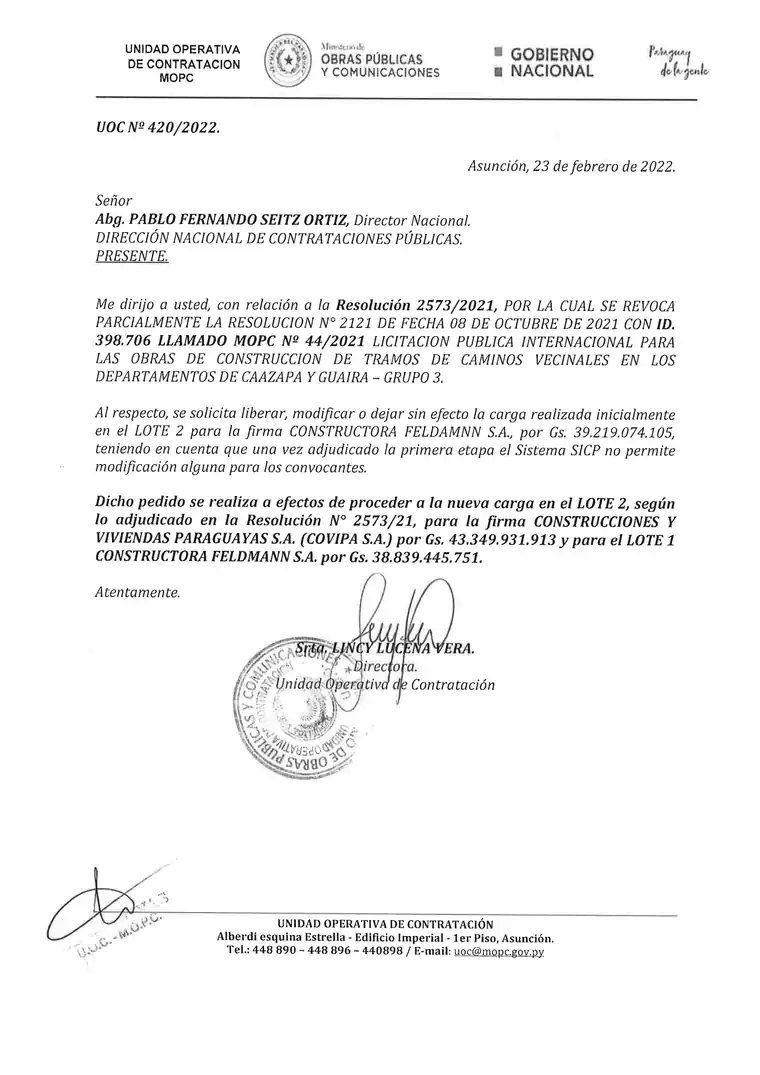 UNIDAD OPERATIVA
DE CONTRATACION
MOPC
Ministerio de
OBRAS PÚBLICAS
Y COMUNICACIONES
GOBIERNO
NACIONAL
Paraguay
de la gente
UOC Nº 420/2022.
Asunción, 23 de febrero de 2022.
Señor
Abg. PABLO FERNANDO SEITZ ORTIZ, Director Nacional.
DIRECCIÓN NACIONAL DE CONTRATACIONES PÚBLICAS.
PRESENTE.
Me dirijo a usted, con relación a la Resolución 2573/2021, POR LA CUAL SE REVOCA
PARCIALMENTE LA RESOLUCION N° 2121 DE FECHA 08 DE OCTUBRE DE 2021 CON ID.
398.706 LLAMADO MOPC Nº 44/2021 LICITACION PUBLICA INTERNACIONAL PARA
LAS OBRAS DE CONSTRUCCION DE TRAMOS DE CAMINOS VECINALES EN LOS
DEPARTAMENTOS DE CAAZAPA Y GUAIRA – GRUPO 3.
Al respecto, se solicita liberar, modificar o dejar sin efecto la carga realizada inicialmente
en el LOTE 2 para la firma CONSTRUCTORA FELDAMNN S.A., por Gs. 39.219.074.105,
teniendo en cuenta que una vez adjudicado la primera etapa el Sistema SICP no permite
modificación alguna para los convocantes.
Dicho pedido se realiza a efectos de proceder a la nueva carga en el LOTE 2, según
lo adjudicado en la Resolución N° 2573/21, para la firma CONSTRUCCIONES Y
VIVIENDAS PARAGUAYAS S.A. (COVIPA S.A.) por Gs. 43.349.931.913 y para el LOTE 1
CONSTRUCTORA FELDMANN S.A. por Gs. 38.839.445.751.
Atentamente.
Srta. LINCY LUCENA VERA.
Directora.
Unidad Operativa de Contratación
DE OBRAS PUBLICAS Y COMUNICACIONES
UNIDAD OPERATIVA DE CONTRATACION
U.O.C. - M.O.P.C.
UNIDAD OPERATIVA DE CONTRATACIÓN
Alberdi esquina Estrella - Edificio Imperial - 1er Piso, Asunción.
Tel.: 448 890 – 448 896 – 440898 / E-mail: uoc@mopc.gov.py